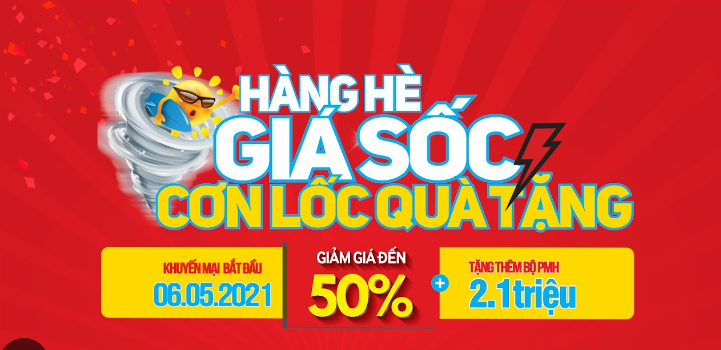 HÀNG HÈ
GIÁ SỐC
CƠN LỐC QUÀ TẶNG
KHUYẾN MẠI BẮT ĐẦU
06.05.2021
GIẢM GIÁ ĐẾN
50%
+
TẶNG THÊM BỘ PMH
2.1triệu